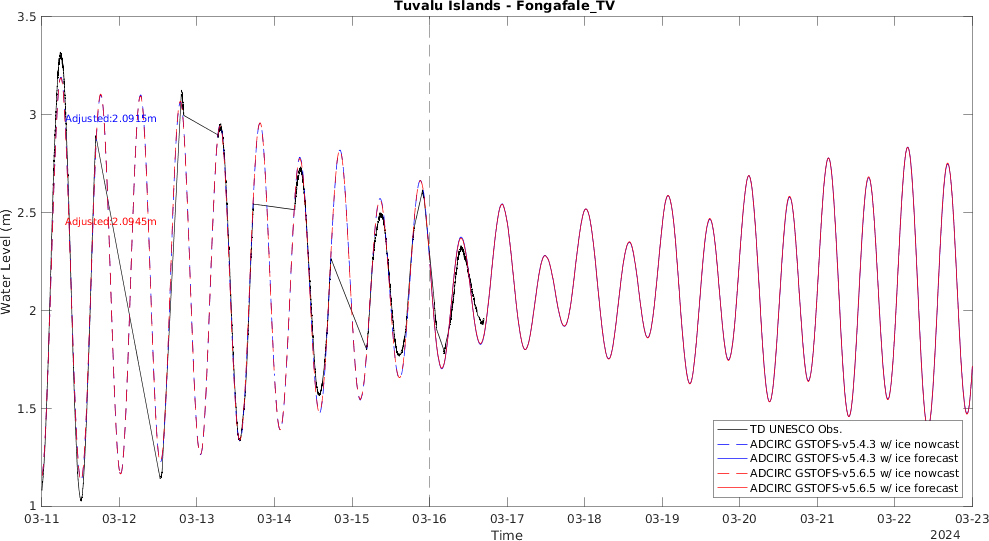 Tuvalu Islands - Fongafale_TV
3.5
3
2.5
2
1.5
1
Water Level (m)
Adjusted:2.0915m
Adjusted:2.0945m
TD UNESCO Obs.
ADCIRC GSTOFS-v5.4.3 w/ ice nowcast
ADCIRC GSTOFS-v5.4.3 w/ ice forecast
ADCIRC GSTOFS-v5.6.5 w/ ice nowcast
ADCIRC GSTOFS-v5.6.5 w/ ice forecast
03-11 03-12 03-13 03-14 03-15 03-16 03-17 03-18 03-19 03-20 03-21 03-22 03-23
Time
2024